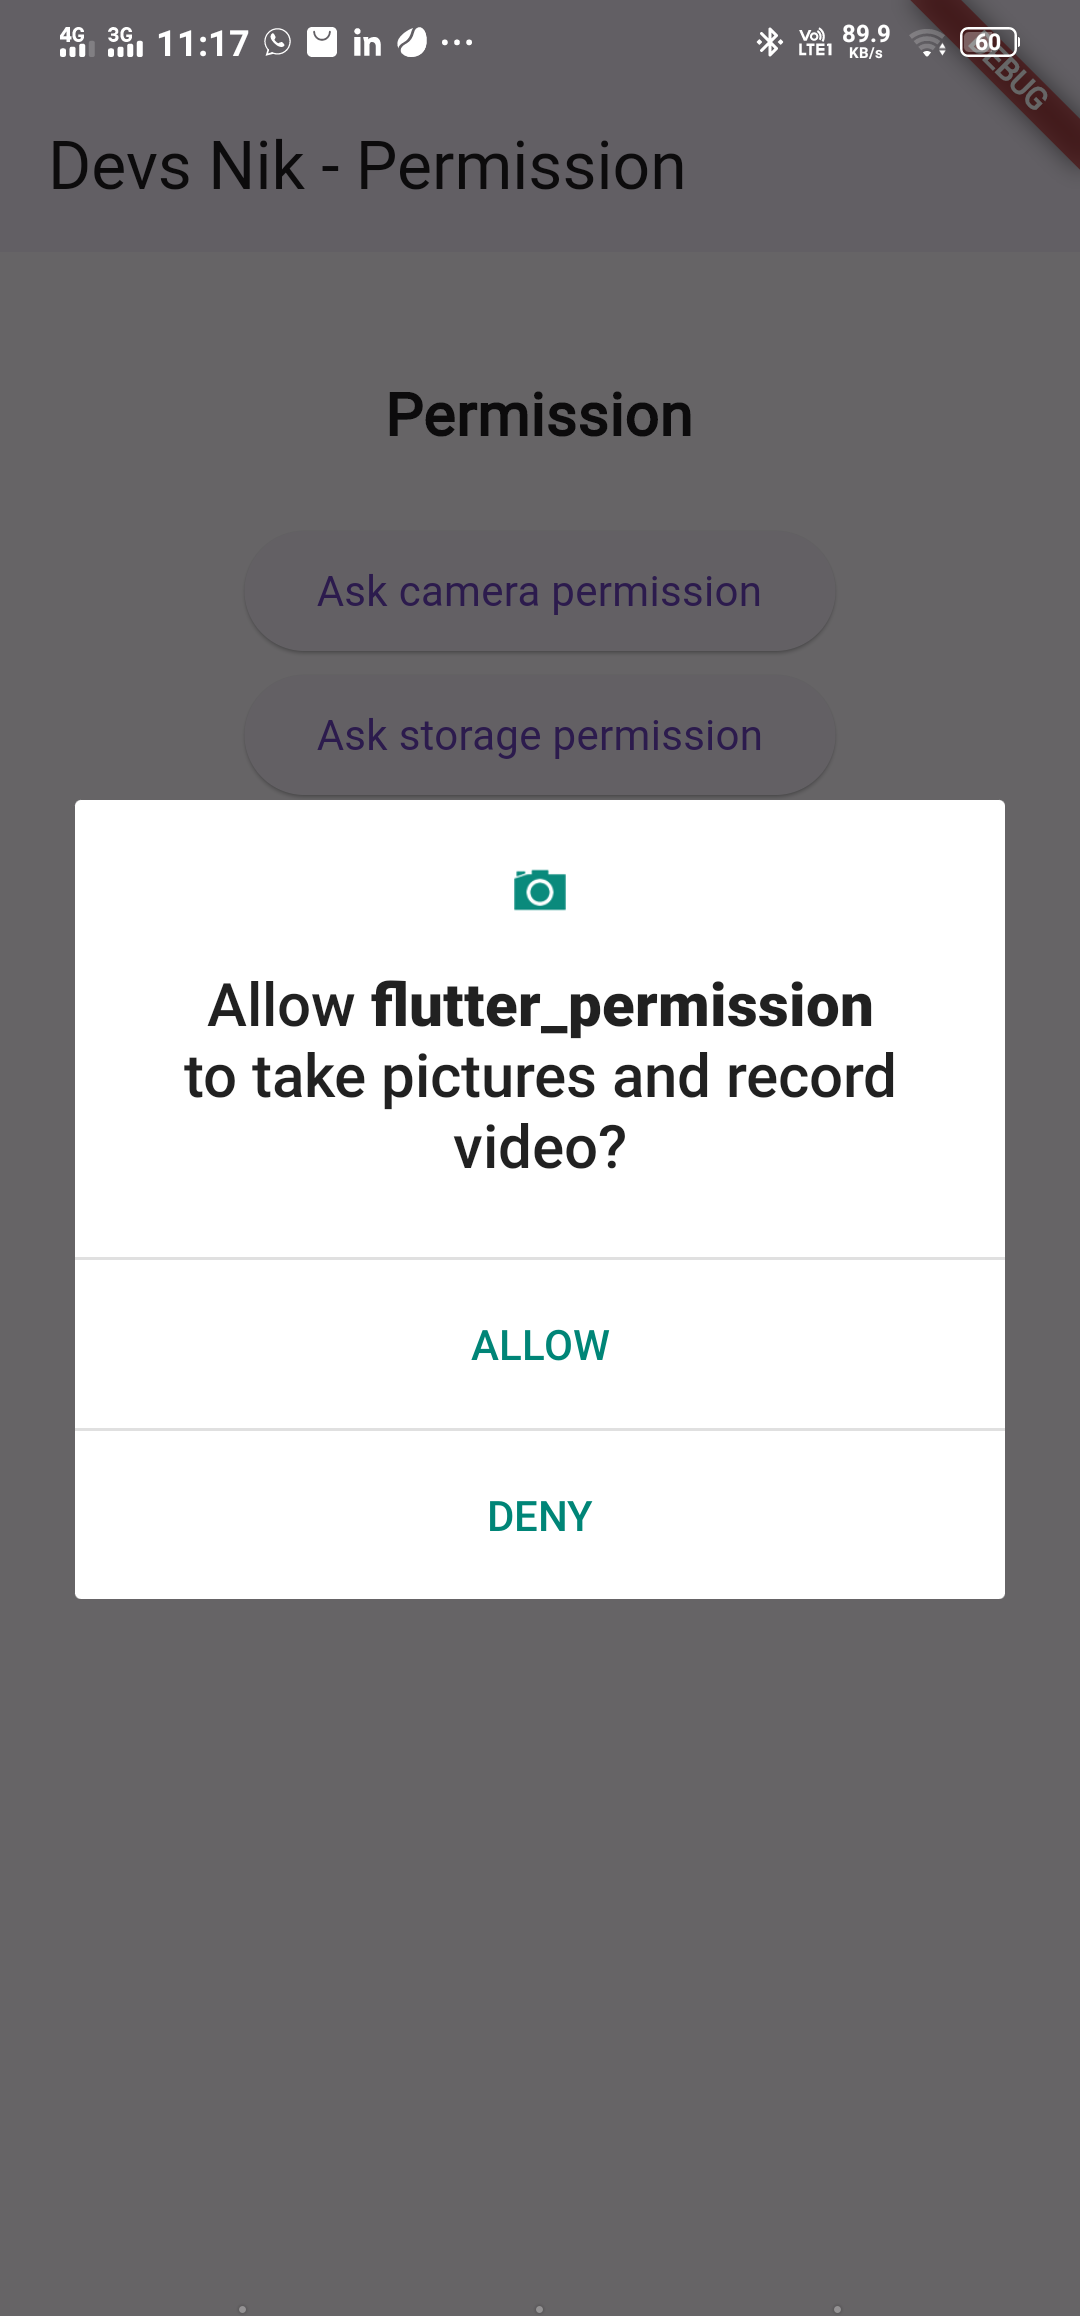 4G 3G 11:17 in ... Vo)) LTE1 89.9 KB/s 60
DEBUG
Devs Nik - Permission
Permission
Ask camera permission
Ask storage permission
Allow flutter_permission
to take pictures and record
video?
ALLOW
DENY